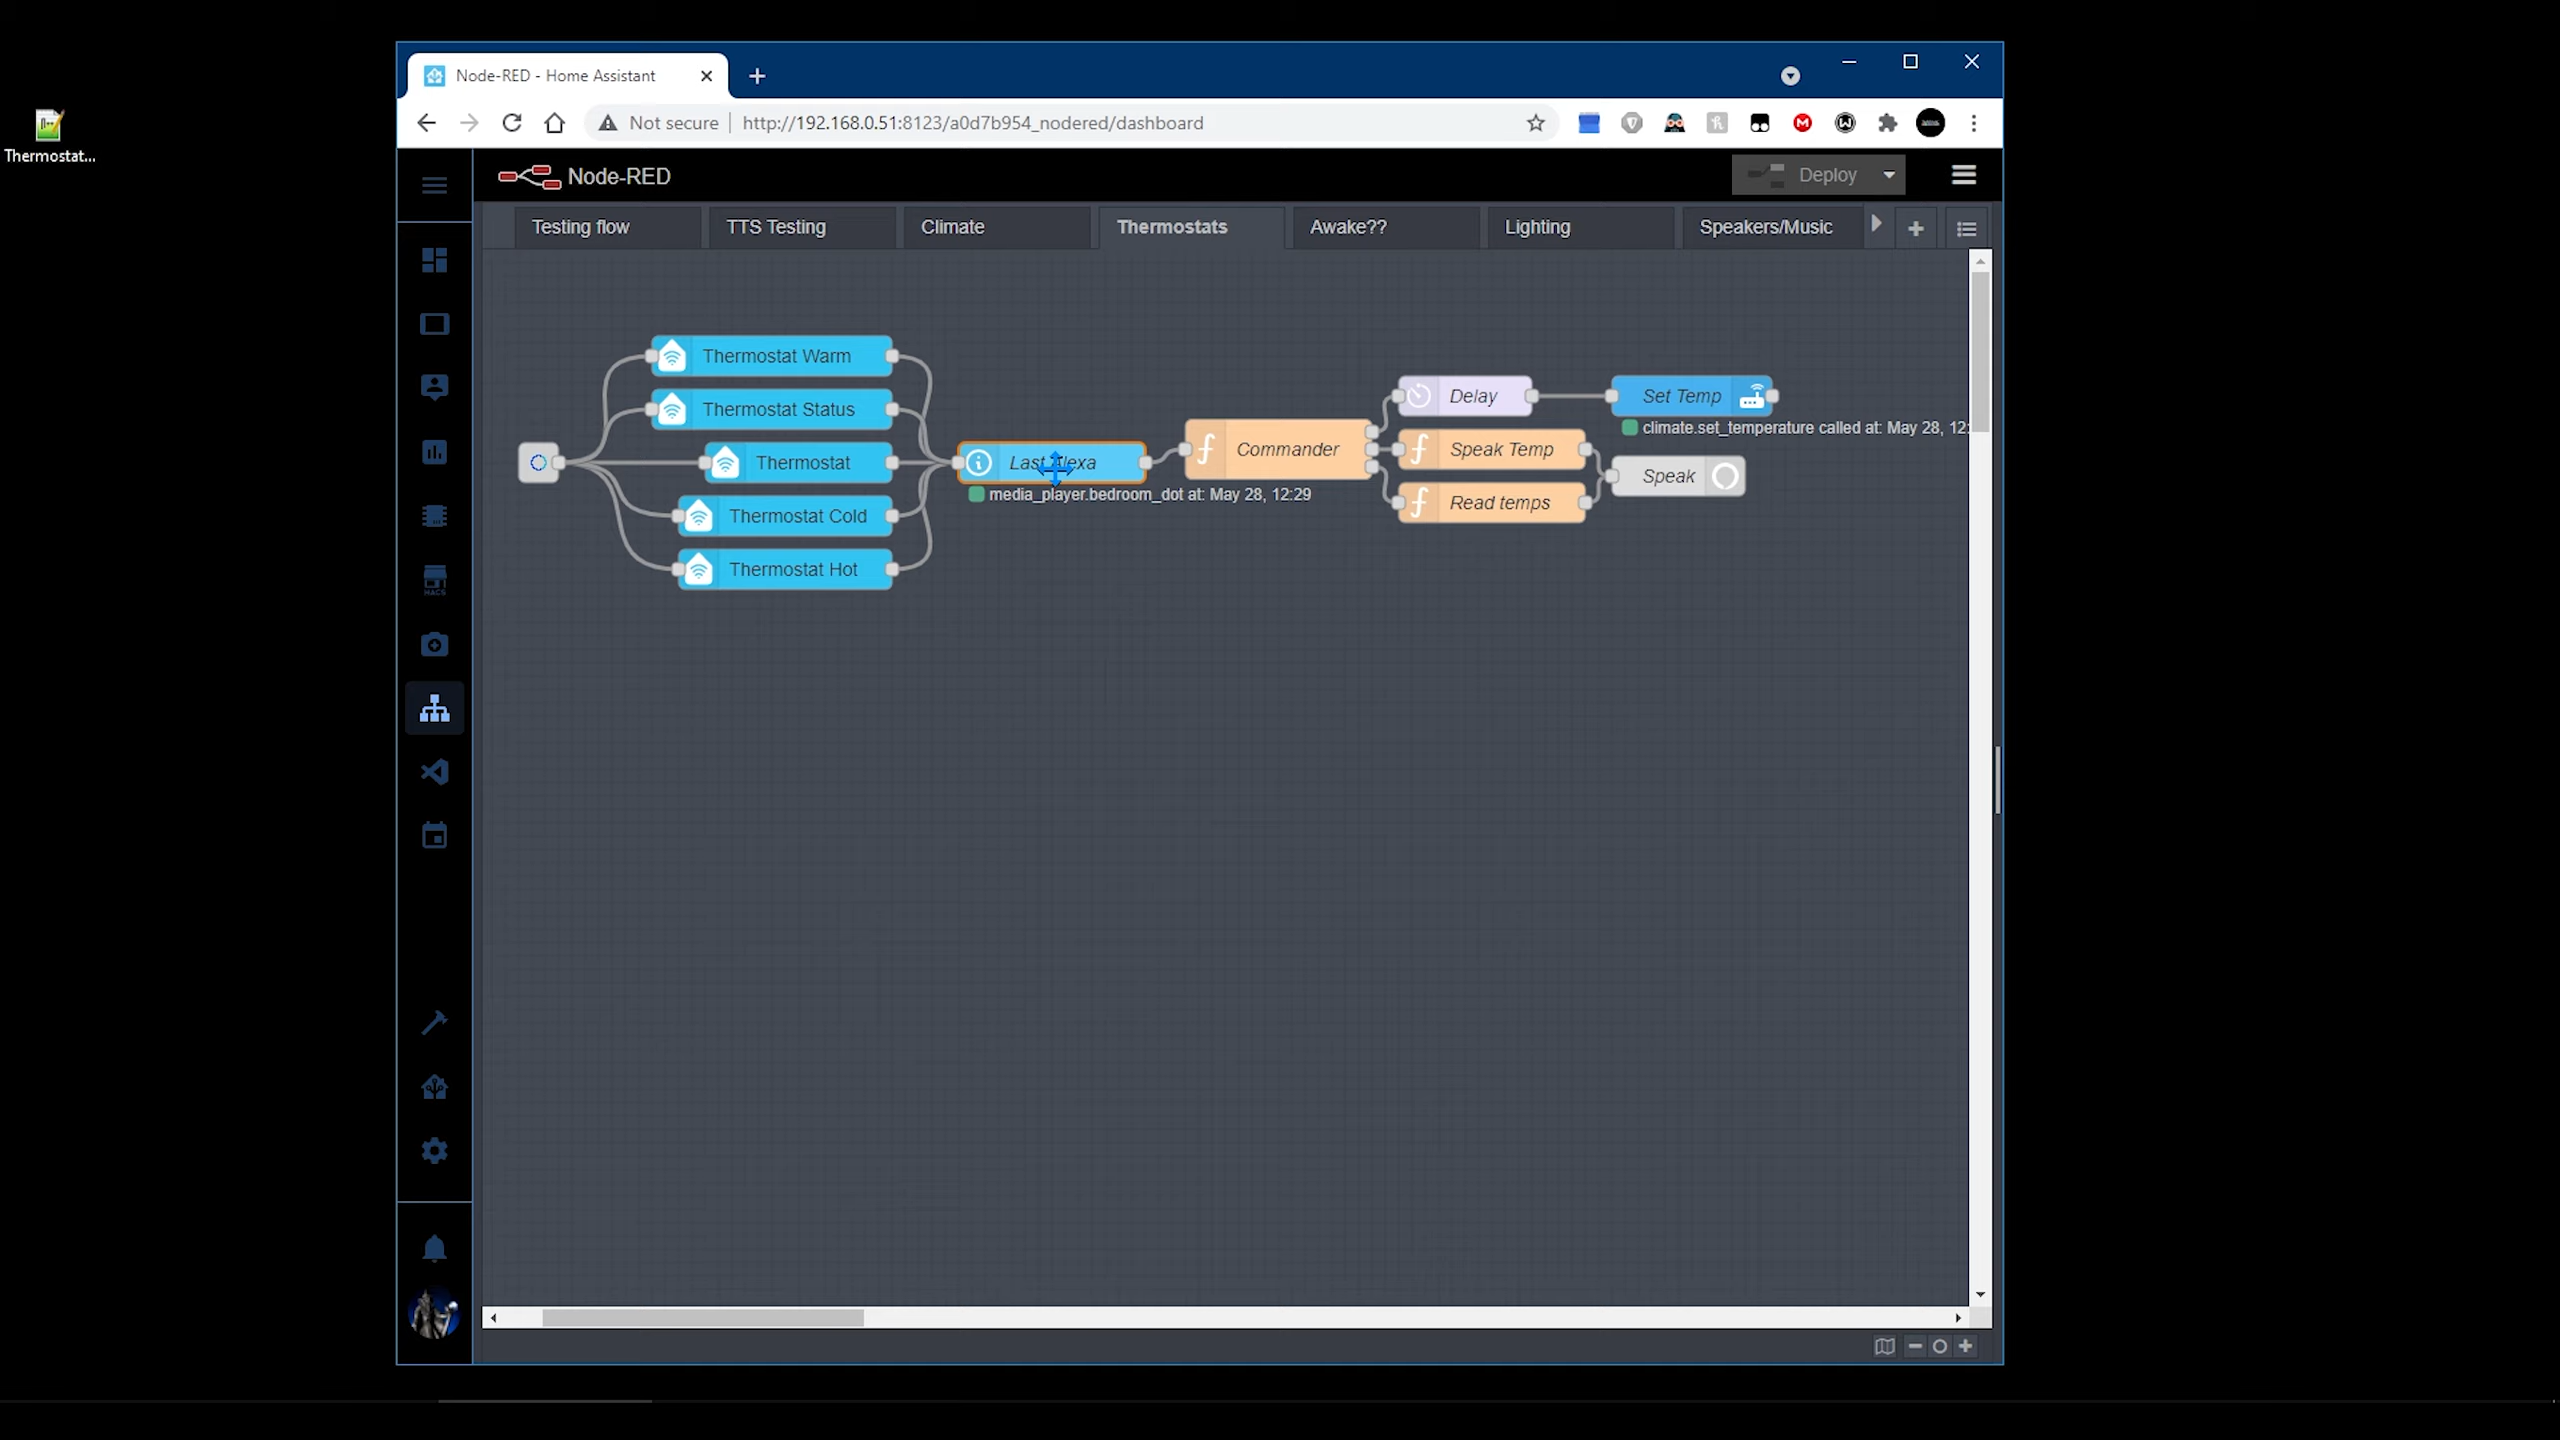 Node-RED - Home Assistant
Thermostat...
Not secure
http://192.168.0.51:8123/a0d7b954_nodered/dashboard
Node-RED
Deploy
Testing flow
TTS Testing
Climate
Thermostats
Awake??
Lighting
Speakers/Music
Thermostat Warm
Thermostat Status
Thermostat
Thermostat Cold
Thermostat Hot
Last Alexa
media_player.bedroom_dot at: May 28, 12:29
Commander
Delay
Speak Temp
Read temps
Set Temp
climate.set_temperature called at: May 28, 12:
Speak
HACS